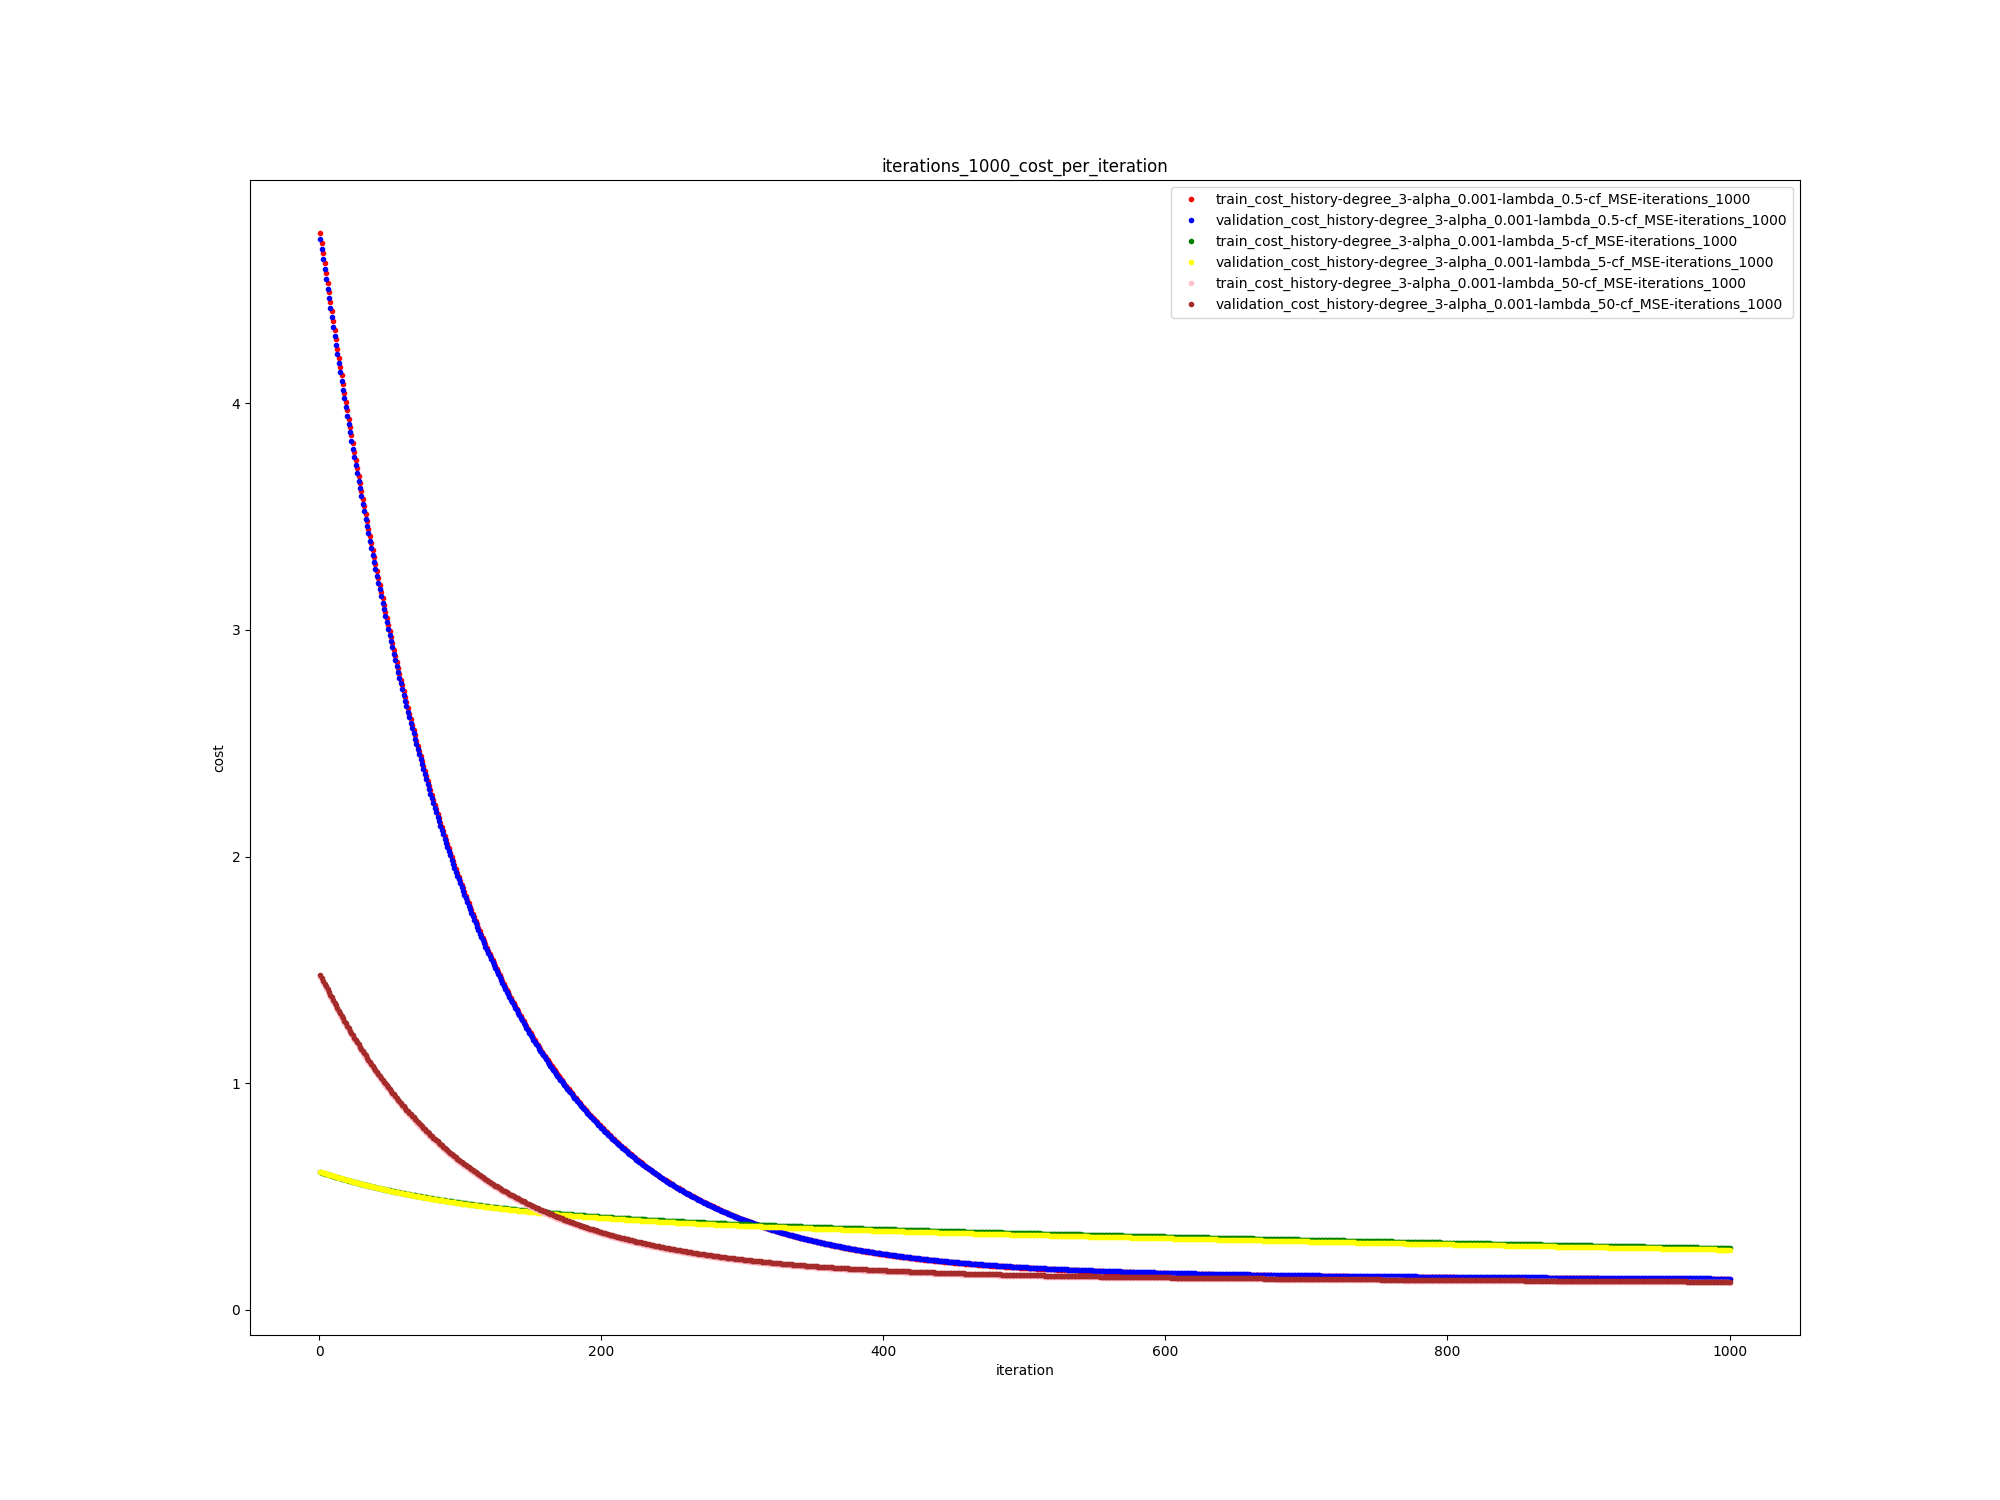 iterations_1000_cost_per_iteration
train_cost_history-degree_3-alpha_0.001-lambda_0.5-cf_MSE-iterations_1000
validation_cost_history-degree_3-alpha_0.001-lambda_0.5-cf_MSE-iterations_1000
train_cost_history-degree_3-alpha_0.001-lambda_5-cf_MSE-iterations_1000
validation_cost_history-degree_3-alpha_0.001-lambda_5-cf_MSE-iterations_1000
train_cost_history-degree_3-alpha_0.001-lambda_50-cf_MSE-iterations_1000
validation_cost_history-degree_3-alpha_0.001-lambda_50-cf_MSE-iterations_1000
4
3
2
1
0
cost
0 200 400 600 800 1000
iteration